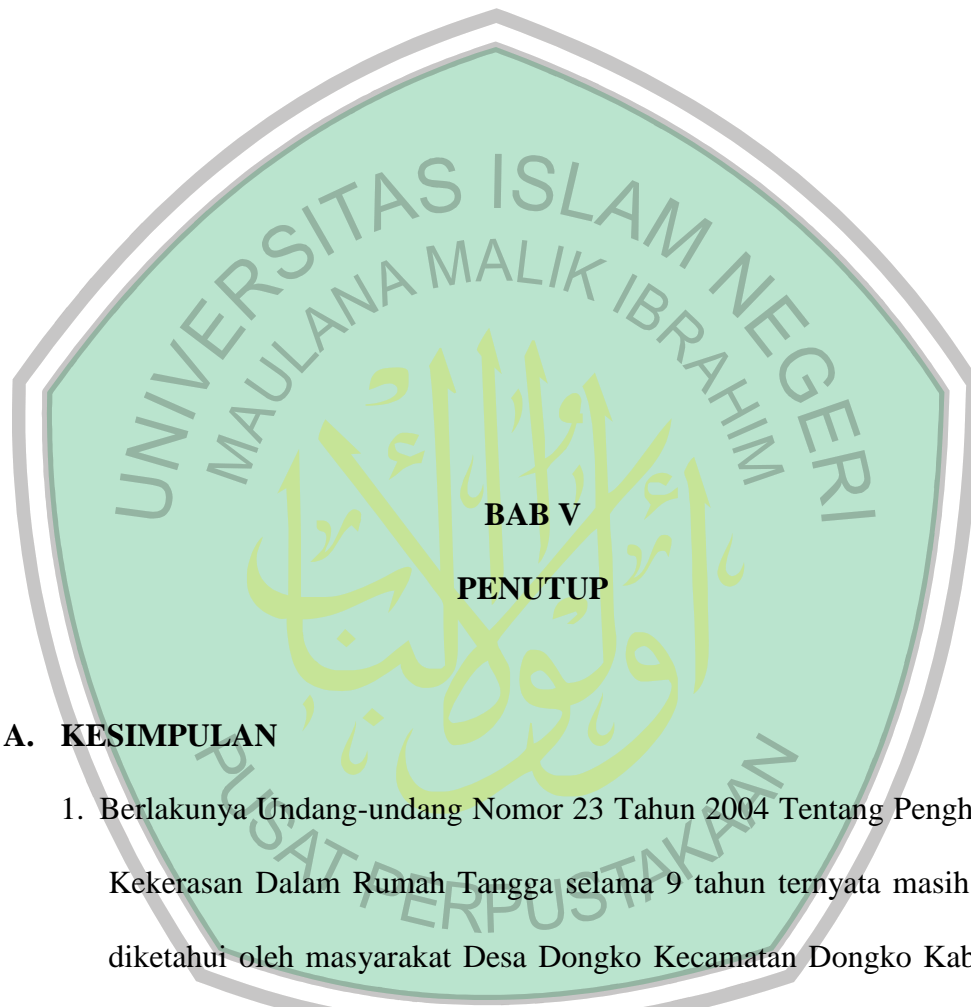 UNIVERSITAS ISLAM NEGERI
MAULANA MALIK IBRAHIM
BAB V
PENUTUP
A. KESIMPULAN
1. Berlakunya Undang-undang Nomor 23 Tahun 2004 Tentang Pengh
Kekerasan Dalam Rumah Tangga selama 9 tahun ternyata masih
diketahui oleh masyarakat Desa Dongko Kecamatan Dongko Kab
PUSAT PERPUSTAKAAN